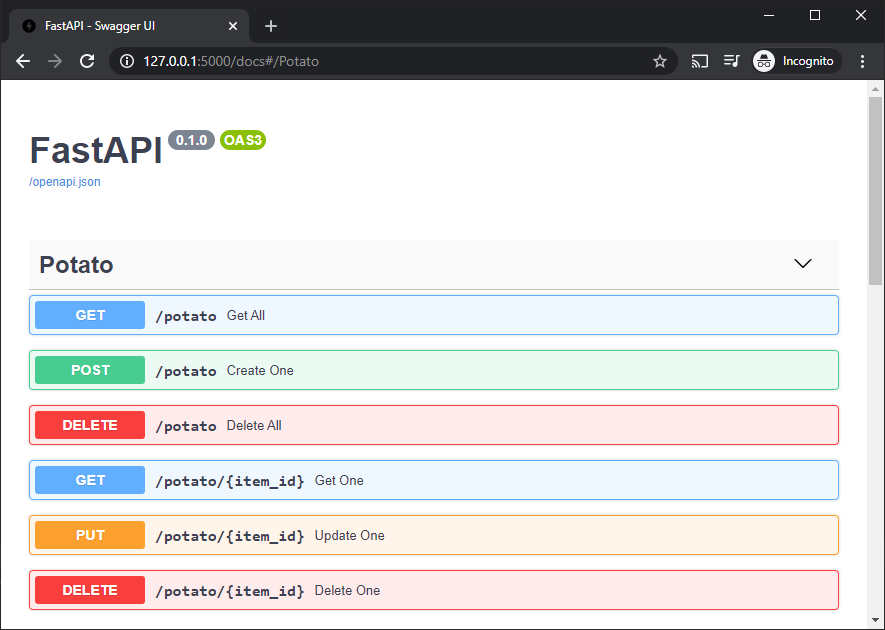 FastAPI - Swagger UI
127.0.0.1:5000/docs#/Potato
Incognito
FastAPI 0.1.0 OAS3
/openapi.json
Potato
GET /potato Get All
POST /potato Create One
DELETE /potato Delete All
GET /potato/{item_id} Get One
PUT /potato/{item_id} Update One
DELETE /potato/{item_id} Delete One